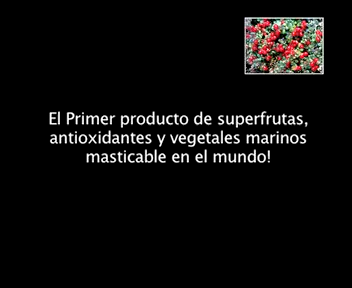 El Primer producto de superfrutas,
antioxidantes y vegetales marinos
masticable en el mundo!